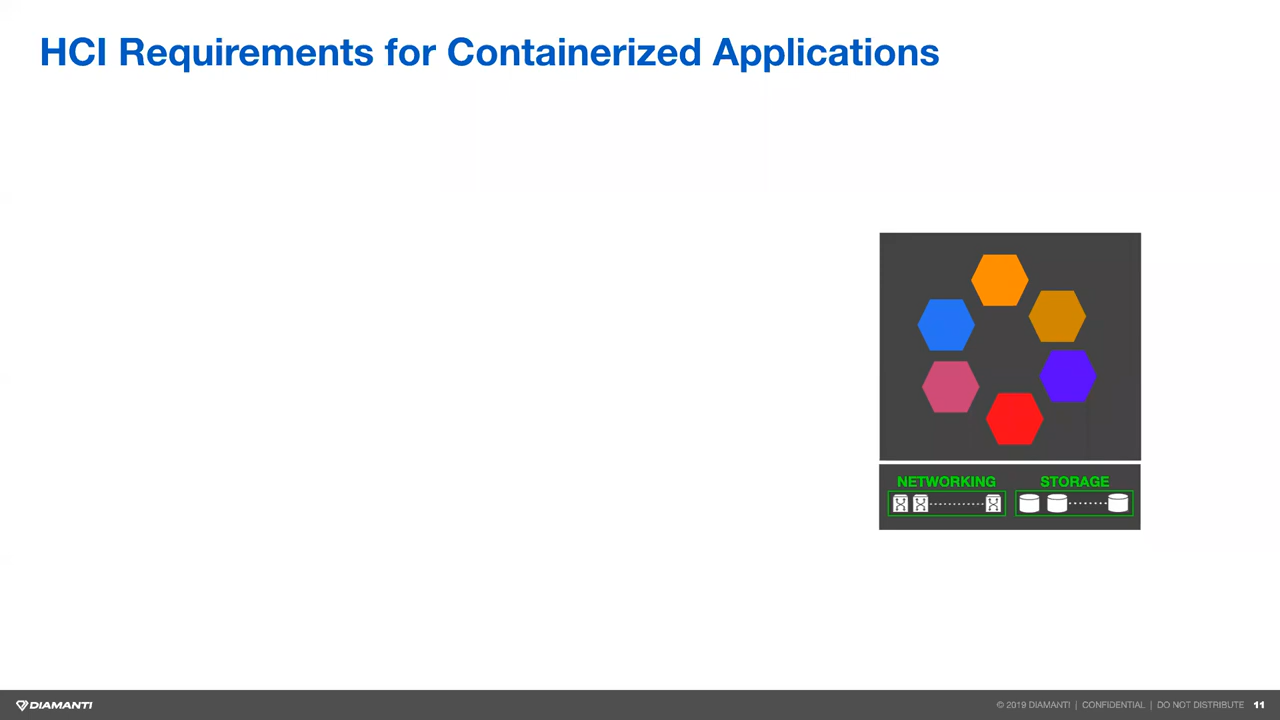 HCI Requirements for Containerized Applications
NETWORKING
STORAGE
DIAMANTI
© 2019 DIAMANTI | CONFIDENTIAL | DO NOT DISTRIBUTE 11